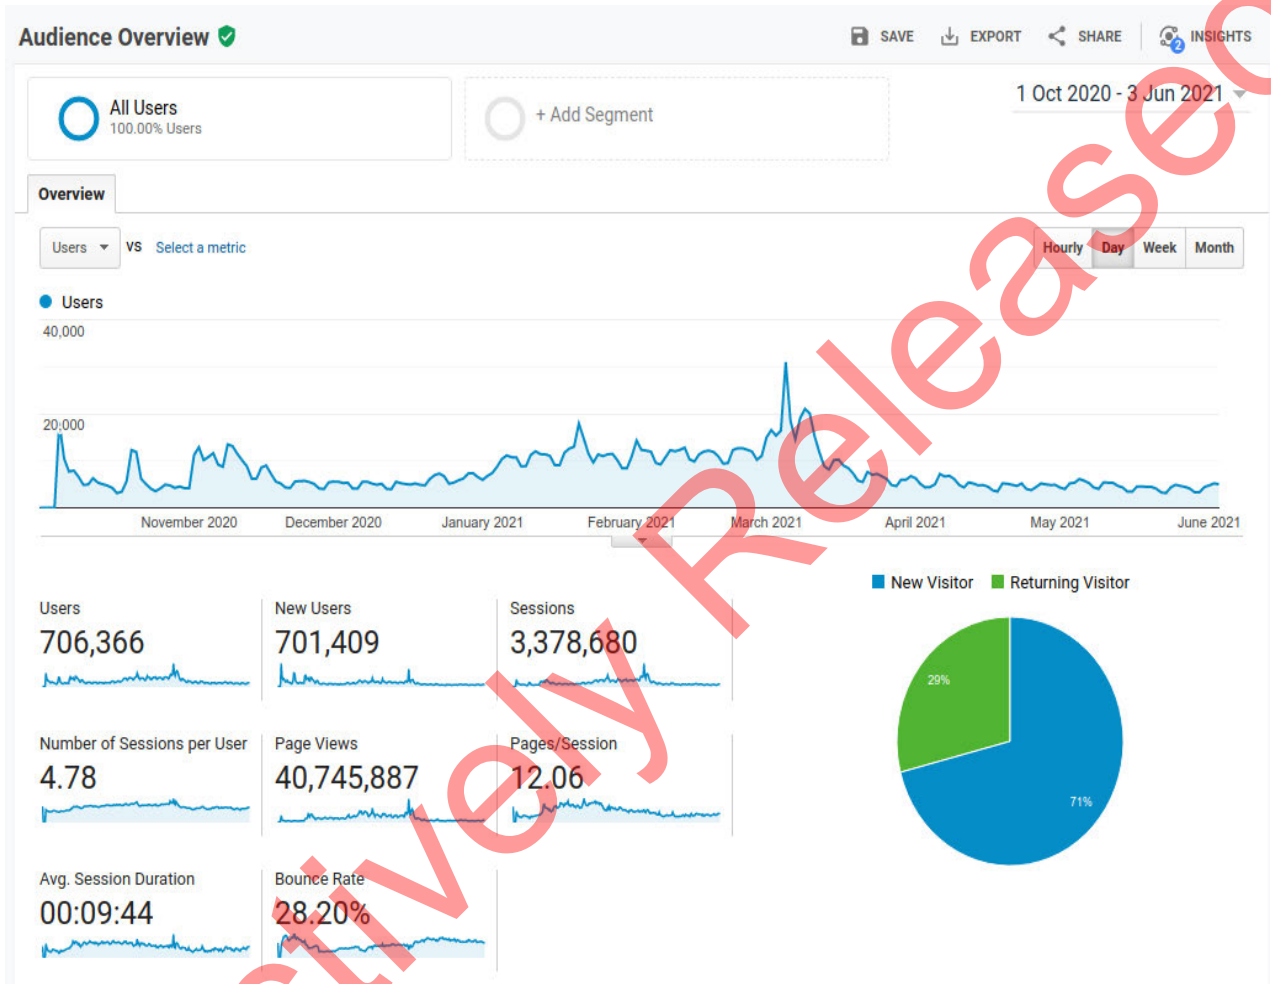 Audience Overview
SAVE EXPORT SHARE 2 INSIGHTS
All Users
100.00% Users
+ Add Segment
1 Oct 2020 - 3 Jun 2021
Overview
Users VS Select a metric
Hourly Day Week Month
Users
40,000
20,000
November 2020 December 2020 January 2021 February 2021 March 2021 April 2021 May 2021 June 2021
New Visitor Returning Visitor
29%
71%
Users
706,366
New Users
701,409
Sessions
3,378,680
Number of Sessions per User
4.78
Page Views
40,745,887
Pages/Session
12.06
Avg. Session Duration
00:09:44
Bounce Rate
28.20%
Released